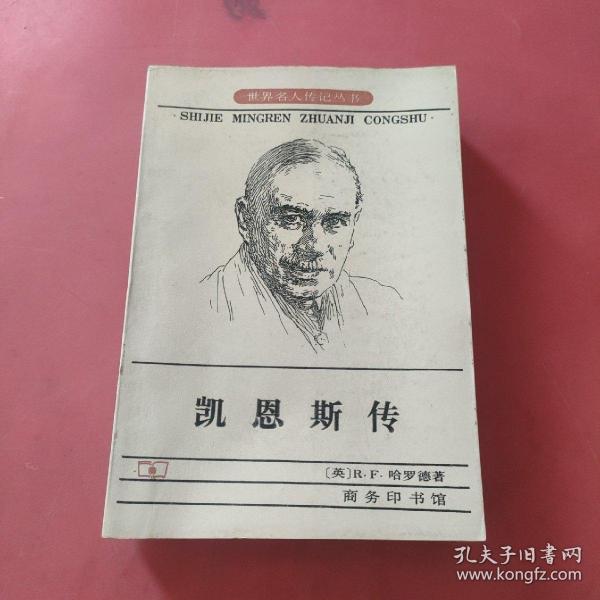 世界名人传记丛书
·SHIJIE MINGREN ZHUANJI CONGSHU·
凯恩斯传
〔英〕R·F·哈罗德著
商务印书馆
孔夫子旧书网
www.kongfz.com